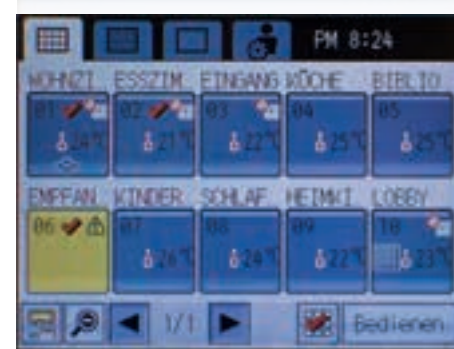 PM 8:24
WOHNZI ESSZIM. EINGANG KÜCHE BIBLIO
01 02 03 04 05
24℃ 21℃ 22℃ 25℃ 25℃
EMPFAN. KINDER SCHLAF HEIMKI LOBBY
06 07 08 09 10
26℃ 24℃ 22℃ 23℃
1/1 Bedienen